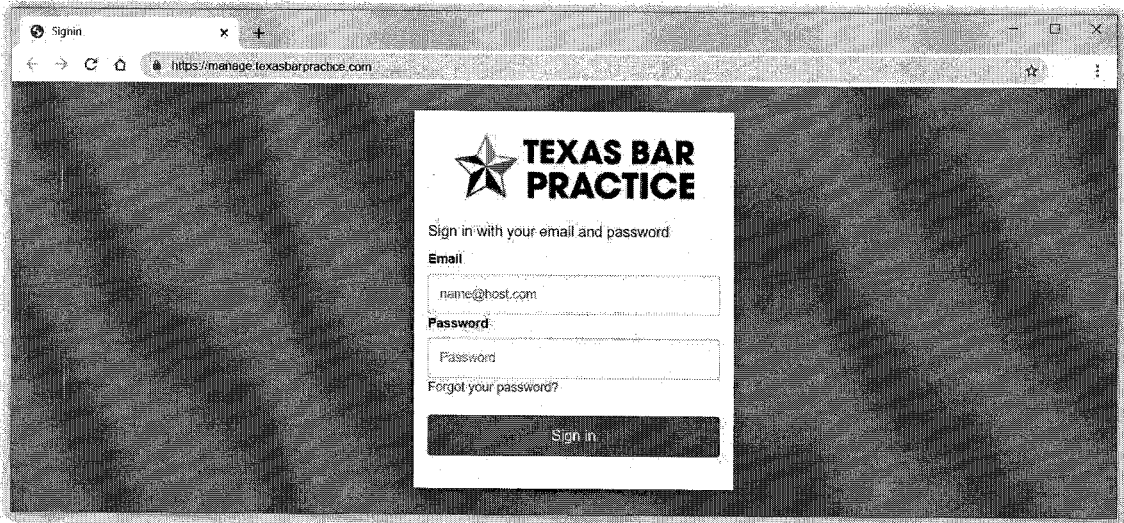 Signin
https://manage.texasbarpractice.com
TEXAS BAR
PRACTICE
Sign in with your email and password
Email
name@host.com
Password
Password
Forgot your password?
Sign in